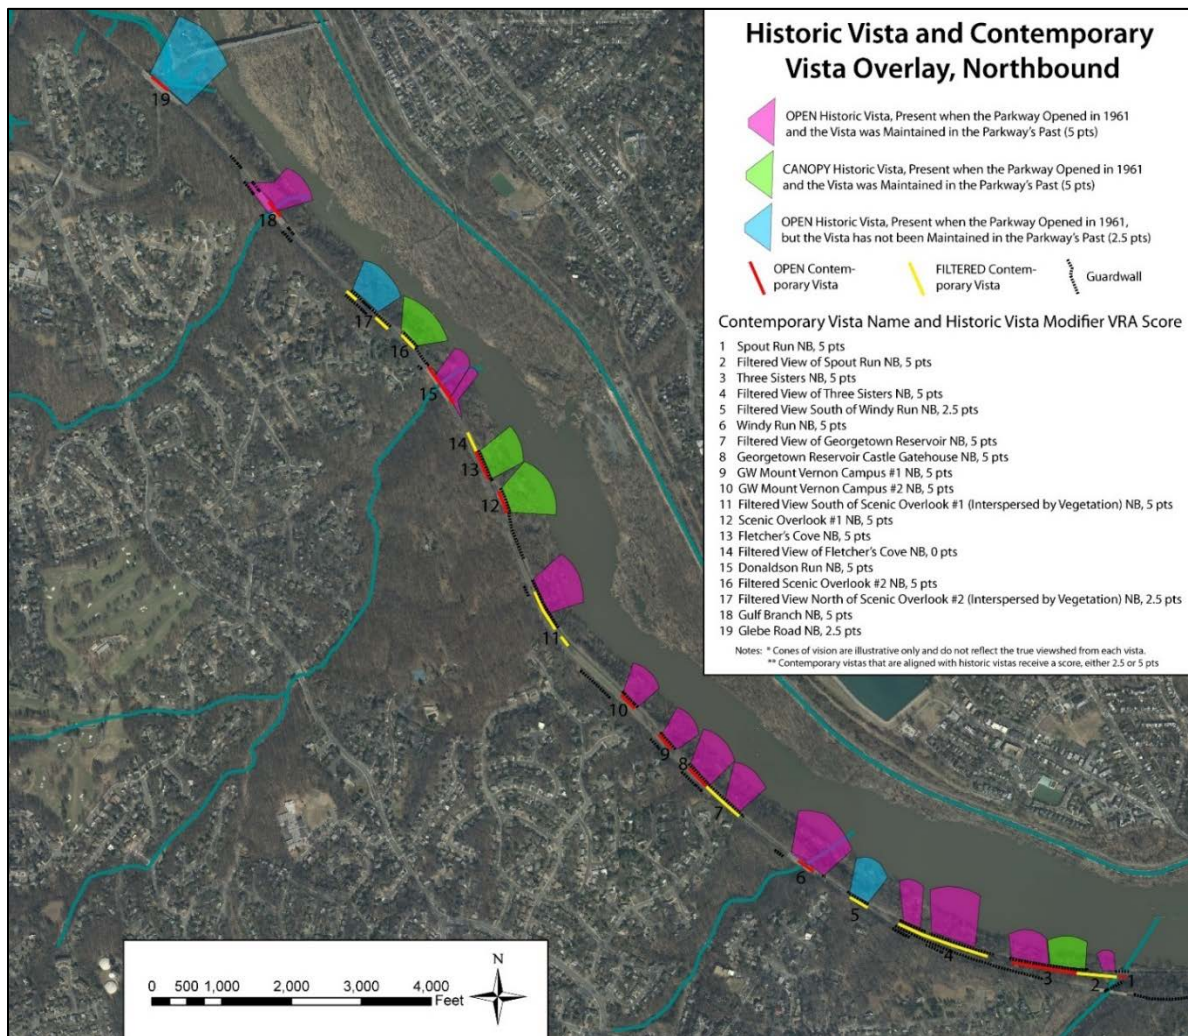 Historic Vista and Contemporary
Vista Overlay, Northbound
OPEN Historic Vista, Present when the Parkway Opened in 1961
and the Vista was Maintained in the Parkway's Past (5 pts)
CANOPY Historic Vista, Present when the Parkway Opened in 1961
and the Vista was Maintained in the Parkway's Past (5 pts)
OPEN Historic Vista, Present when the Parkway Opened in 1961,
but the Vista has not been Maintained in the Parkway's Past (2.5 pts)
OPEN Contem-
porary Vista
FILTERED Contem-
porary Vista
Guardwall
Contemporary Vista Name and Historic Vista Modifier VRA Score
1 Spout Run NB, 5 pts
2 Filtered View of Spout Run NB, 5 pts
3 Three Sisters NB, 5 pts
4 Filtered View of Three Sisters NB, 5 pts
5 Filtered View South of Windy Run NB, 2.5 pts
6 Windy Run NB, 5 pts
7 Filtered View of Georgetown Reservoir NB, 5 pts
8 Georgetown Reservoir Castle Gatehouse NB, 5 pts
9 GW Mount Vernon Campus #1 NB, 5 pts
10 GW Mount Vernon Campus #2 NB, 5 pts
11 Filtered View South of Scenic Overlook #1 (Interspersed by Vegetation) NB, 5 pts
12 Scenic Overlook #1 NB, 5 pts
13 Fletcher's Cove NB, 5 pts
14 Filtered View of Fletcher's Cove NB, 0 pts
15 Donaldson Run NB, 5 pts
16 Filtered Scenic Overlook #2 NB, 5 pts
17 Filtered View North of Scenic Overlook #2 (Interspersed by Vegetation) NB, 2.5 pts
18 Gulf Branch NB, 5 pts
19 Glebe Road NB, 2.5 pts
Notes: * Cones of vision are illustrative only and do not reflect the true viewshed from each vista.
** Contemporary vistas that are aligned with historic vistas receive a score, either 2.5 or 5 pts
19
18
17
16
15
14
13
12
11
10
9
8
7
6
5
4
3
2
1
N
0 500 1,000 2,000 3,000 4,000
Feet